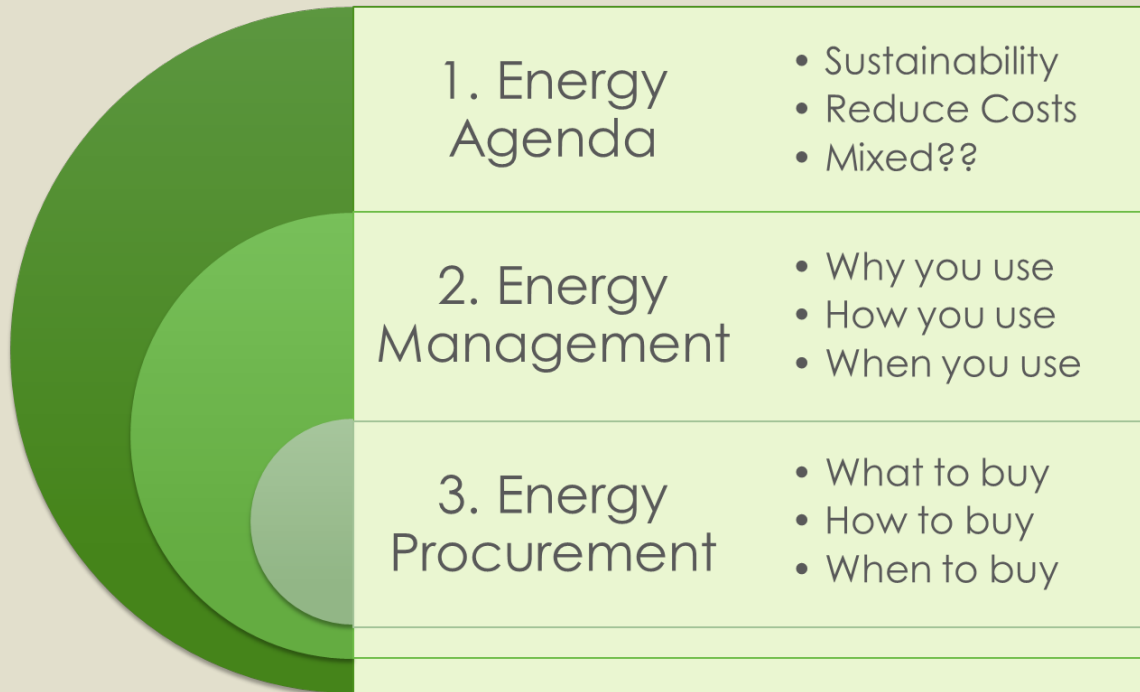 1. Energy
Agenda
• Sustainability
• Reduce Costs
• Mixed??
2. Energy
Management
• Why you use
• How you use
• When you use
3. Energy
Procurement
• What to buy
• How to buy
• When to buy